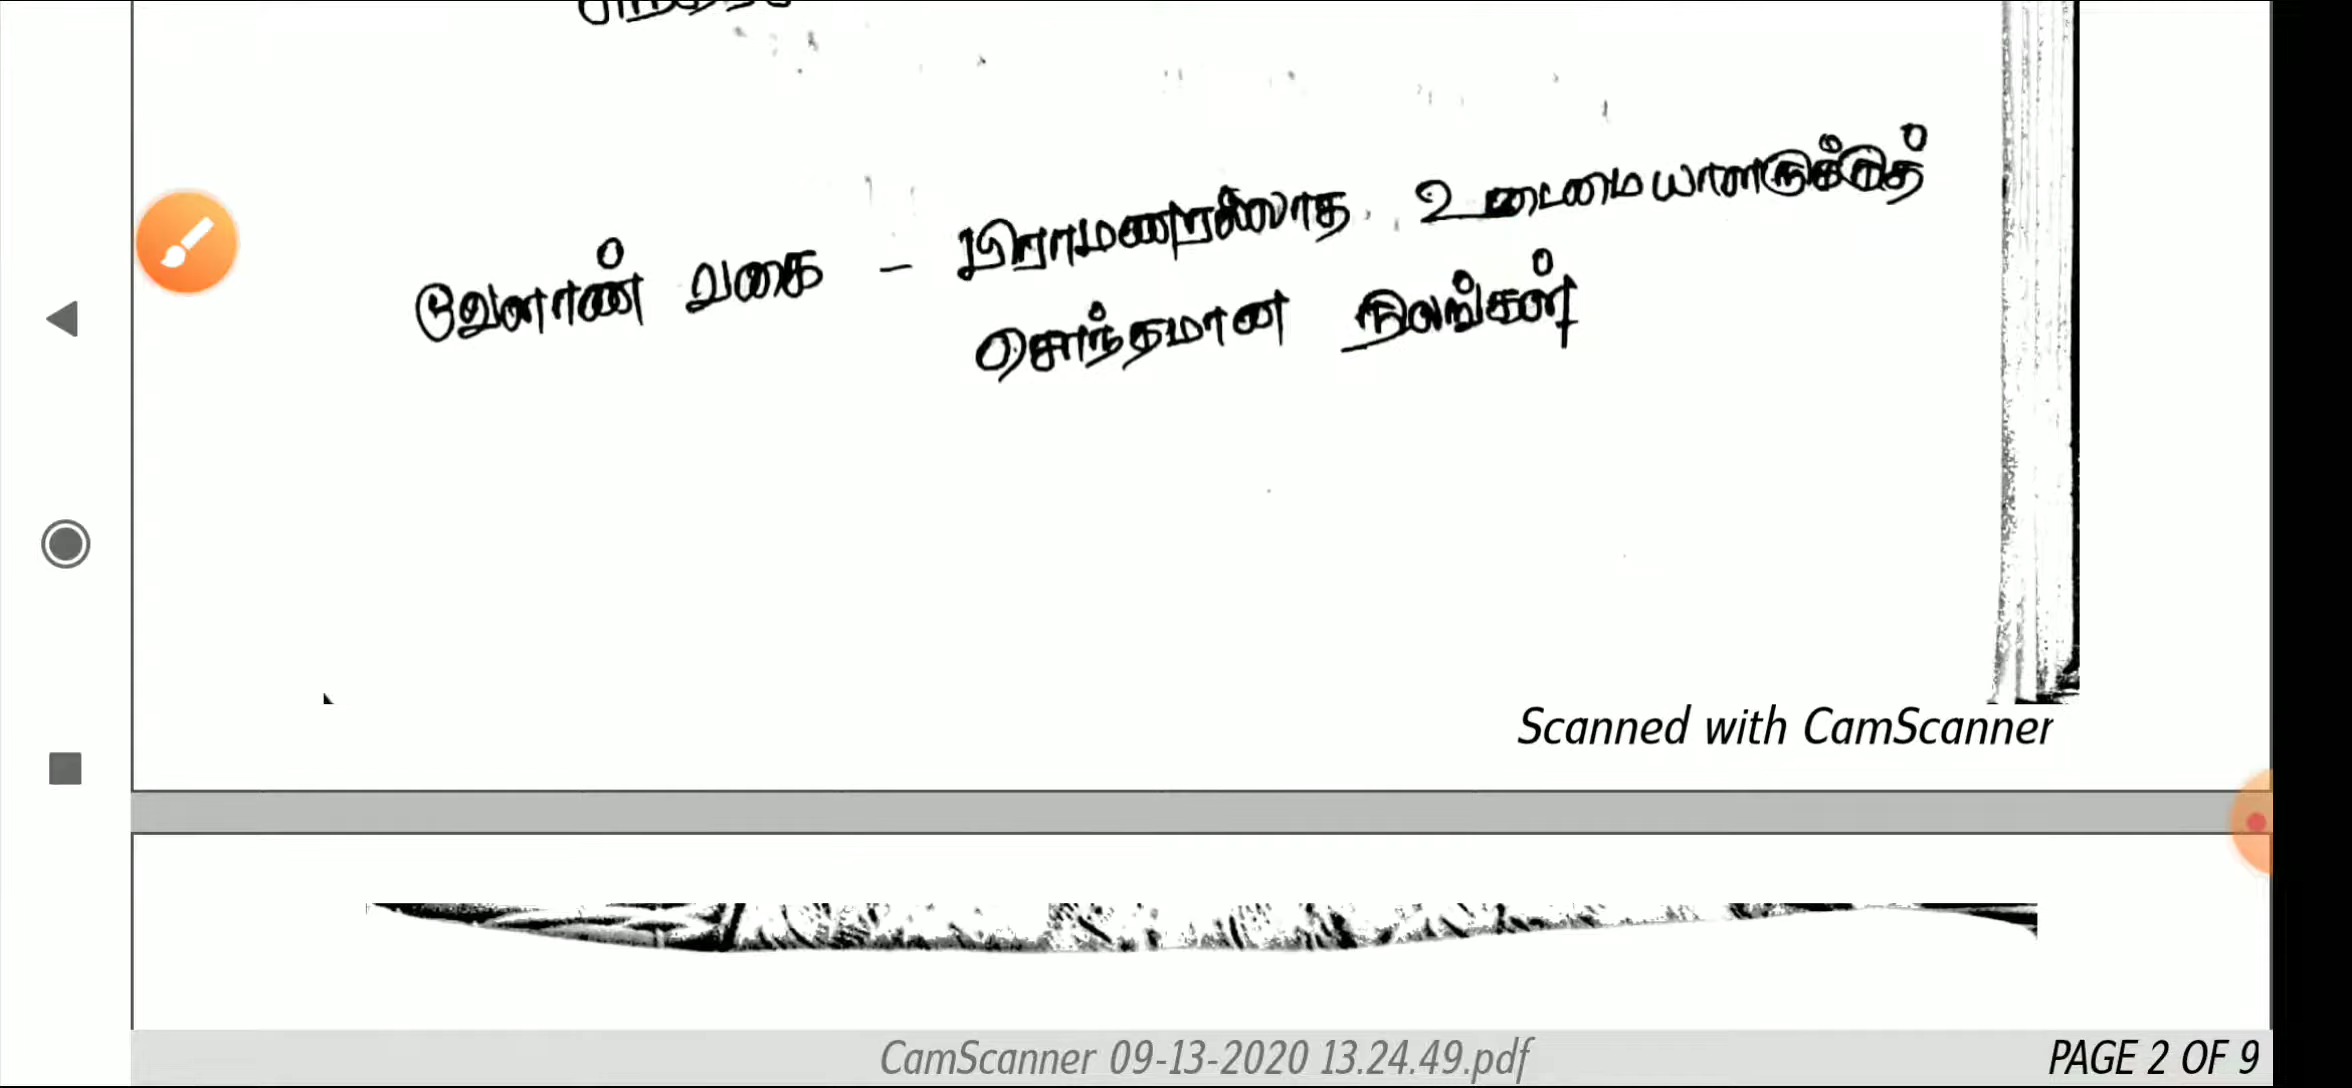 வேளாண் வகை - பிராமணரல்லாத உடைமையாளருக்குத்
சொந்தமான நிலங்கள்
Scanned with CamScanner
CamScanner 09-13-2020 13.24.49.pdf
PAGE 2 OF 9